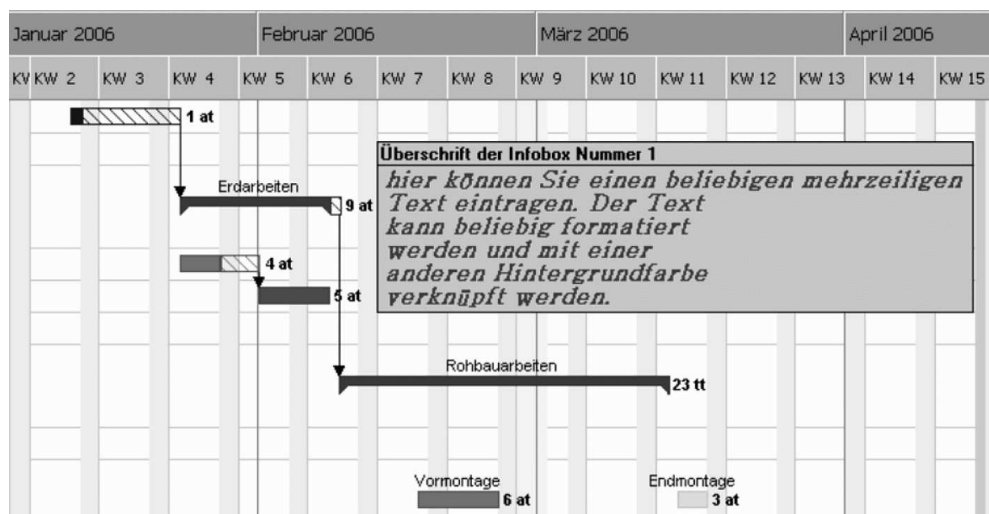 Januar 2006 Februar 2006 März 2006 April 2006
KW KW 2 KW 3 KW 4 KW 5 KW 6 KW 7 KW 8 KW 9 KW 10 KW 11 KW 12 KW 13 KW 14 KW 15
1 at
Überschrift der Infobox Nummer 1
hier können Sie einen beliebigen mehrzeiligen
Text eintragen. Der Text
kann beliebig formatiert
werden und mit einer
anderen Hintergrundfarbe
verknüpft werden.
Erdarbeiten
9 at
4 at
5 at
Rohbauarbeiten
23 tt
Vormontage
6 at
Endmontage
3 at